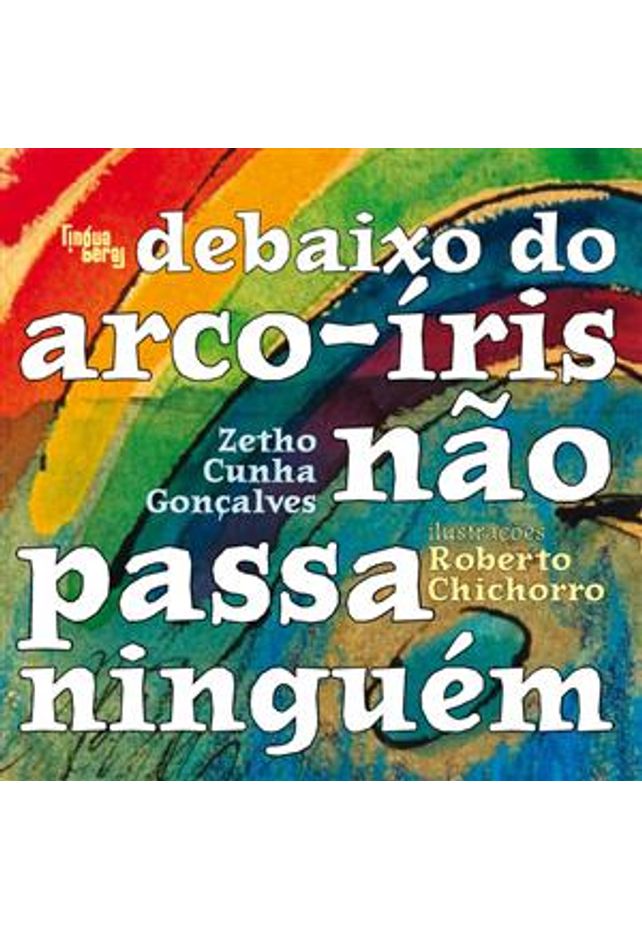 língua
geral
debaixo do
arco-íris
não
Zetho
Cunha
Gonçalves
passa
ilustrações
Roberto
Chichorro
ninguém